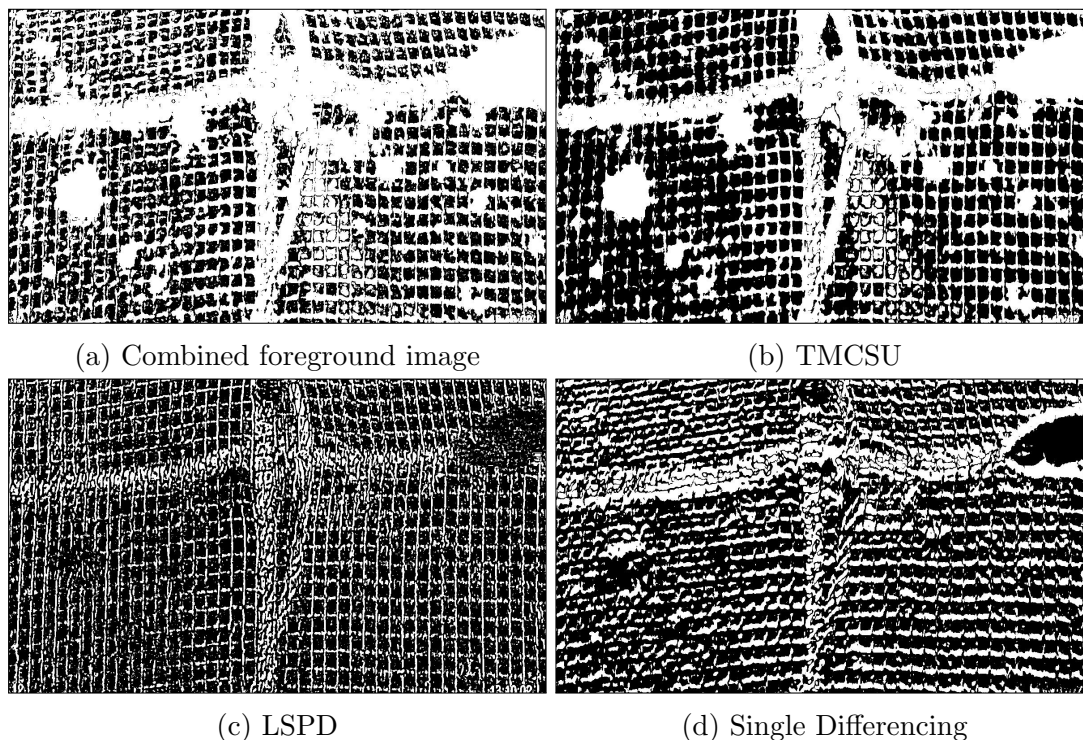 (a) Combined foreground image
(b) TMCSU
(c) LSPD
(d) Single Differencing